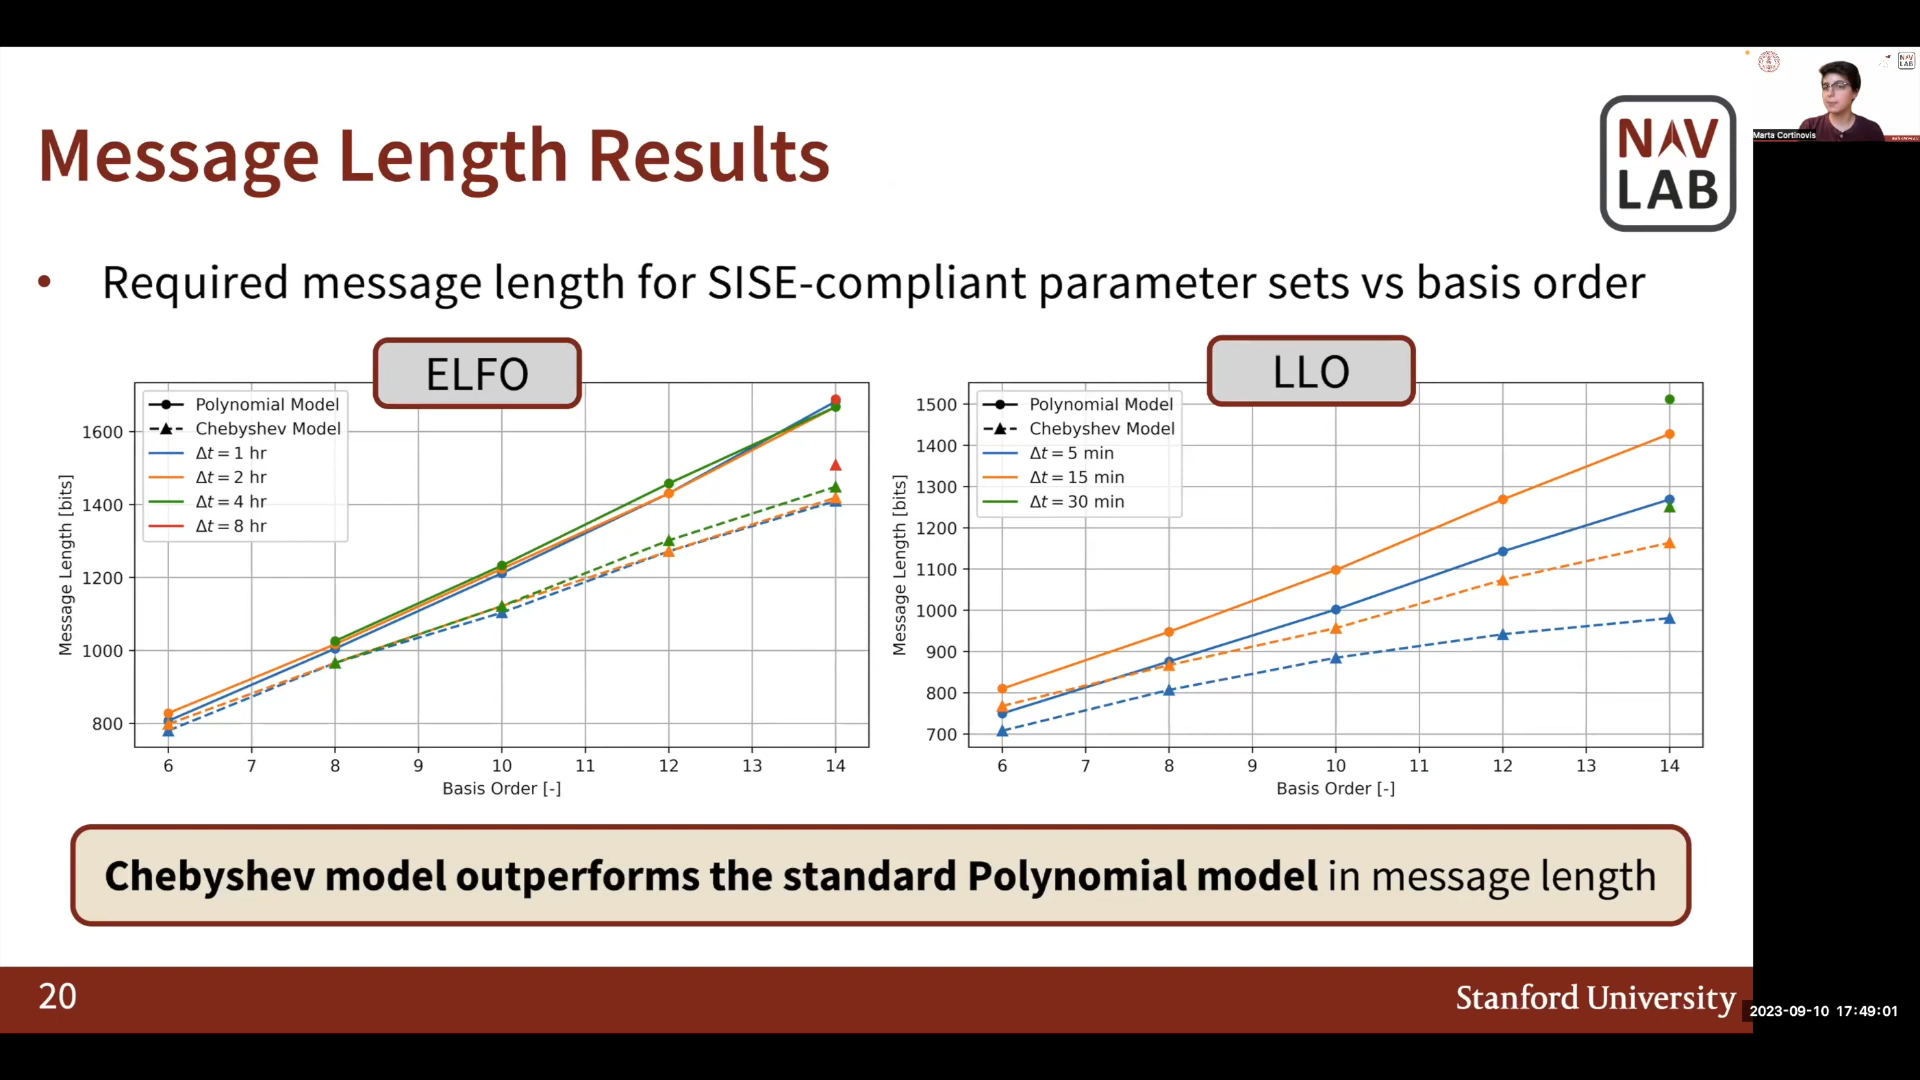 Message Length Results
NAV
LAB
Marta Cortinovis
• Required message length for SISE-compliant parameter sets vs basis order
ELFO
Polynomial Model
Chebyshev Model
Δt = 1 hr
Δt = 2 hr
Δt = 4 hr
Δt = 8 hr
1600
1400
1200
1000
800
Message Length [bits]
6 7 8 9 10 11 12 13 14
Basis Order [-]
LLO
Polynomial Model
Chebyshev Model
Δt = 5 min
Δt = 15 min
Δt = 30 min
1500
1400
1300
1200
1100
1000
900
800
700
Message Length [bits]
6 7 8 9 10 11 12 13 14
Basis Order [-]
Chebyshev model outperforms the standard Polynomial model in message length
20
Stanford University
2023-09-10 17:49:01